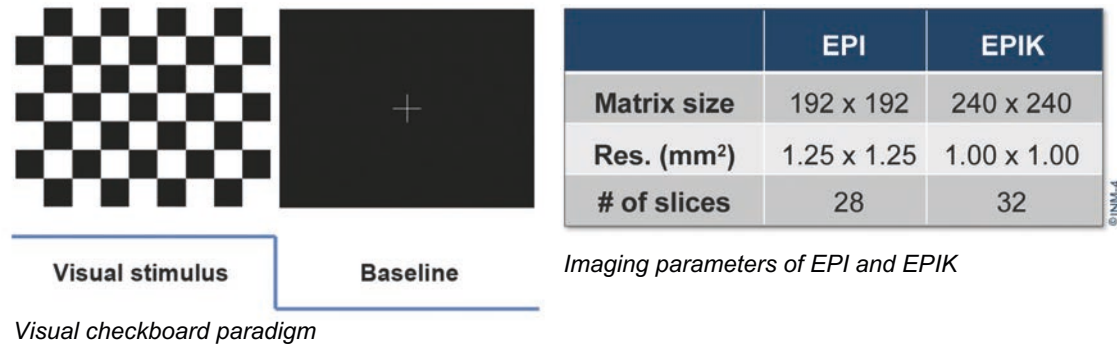 EPI EPIK
Matrix size 192 x 192 240 x 240
Res. (mm²) 1.25 x 1.25 1.00 x 1.00
# of slices 28 32
©INM-4
Visual stimulus Baseline
Imaging parameters of EPI and EPIK
Visual checkboard paradigm